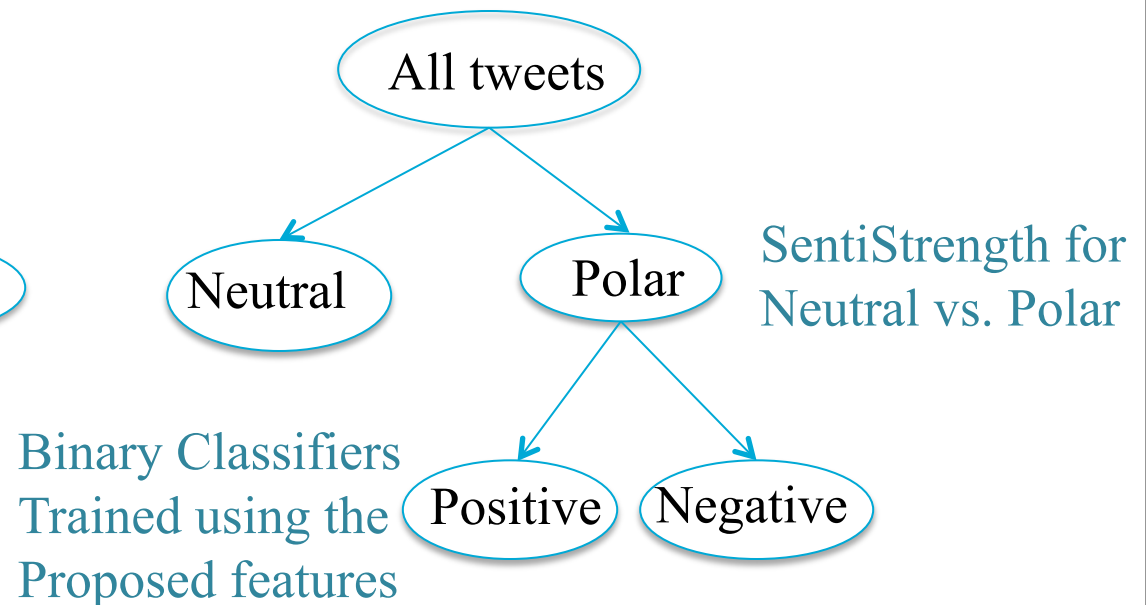 All tweets
Neutral
Polar
SentiStrength for
Neutral vs. Polar
Binary Classifiers
Trained using the
Proposed features
Positive
Negative